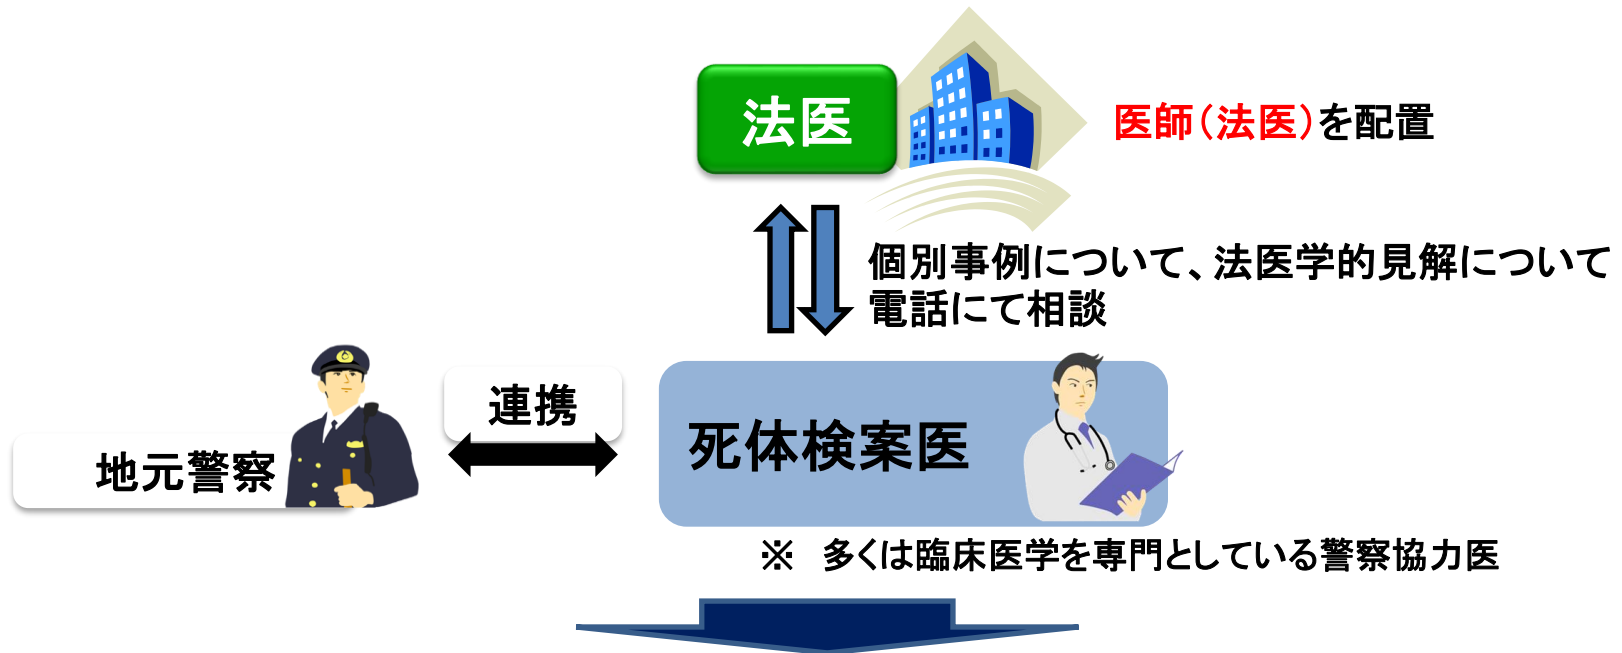 法医
医師(法医)を配置
個別事例について、法医学的見解について
電話にて相談
連携
地元警察
死体検案医
※ 多くは臨床医学を専門としている警察協力医